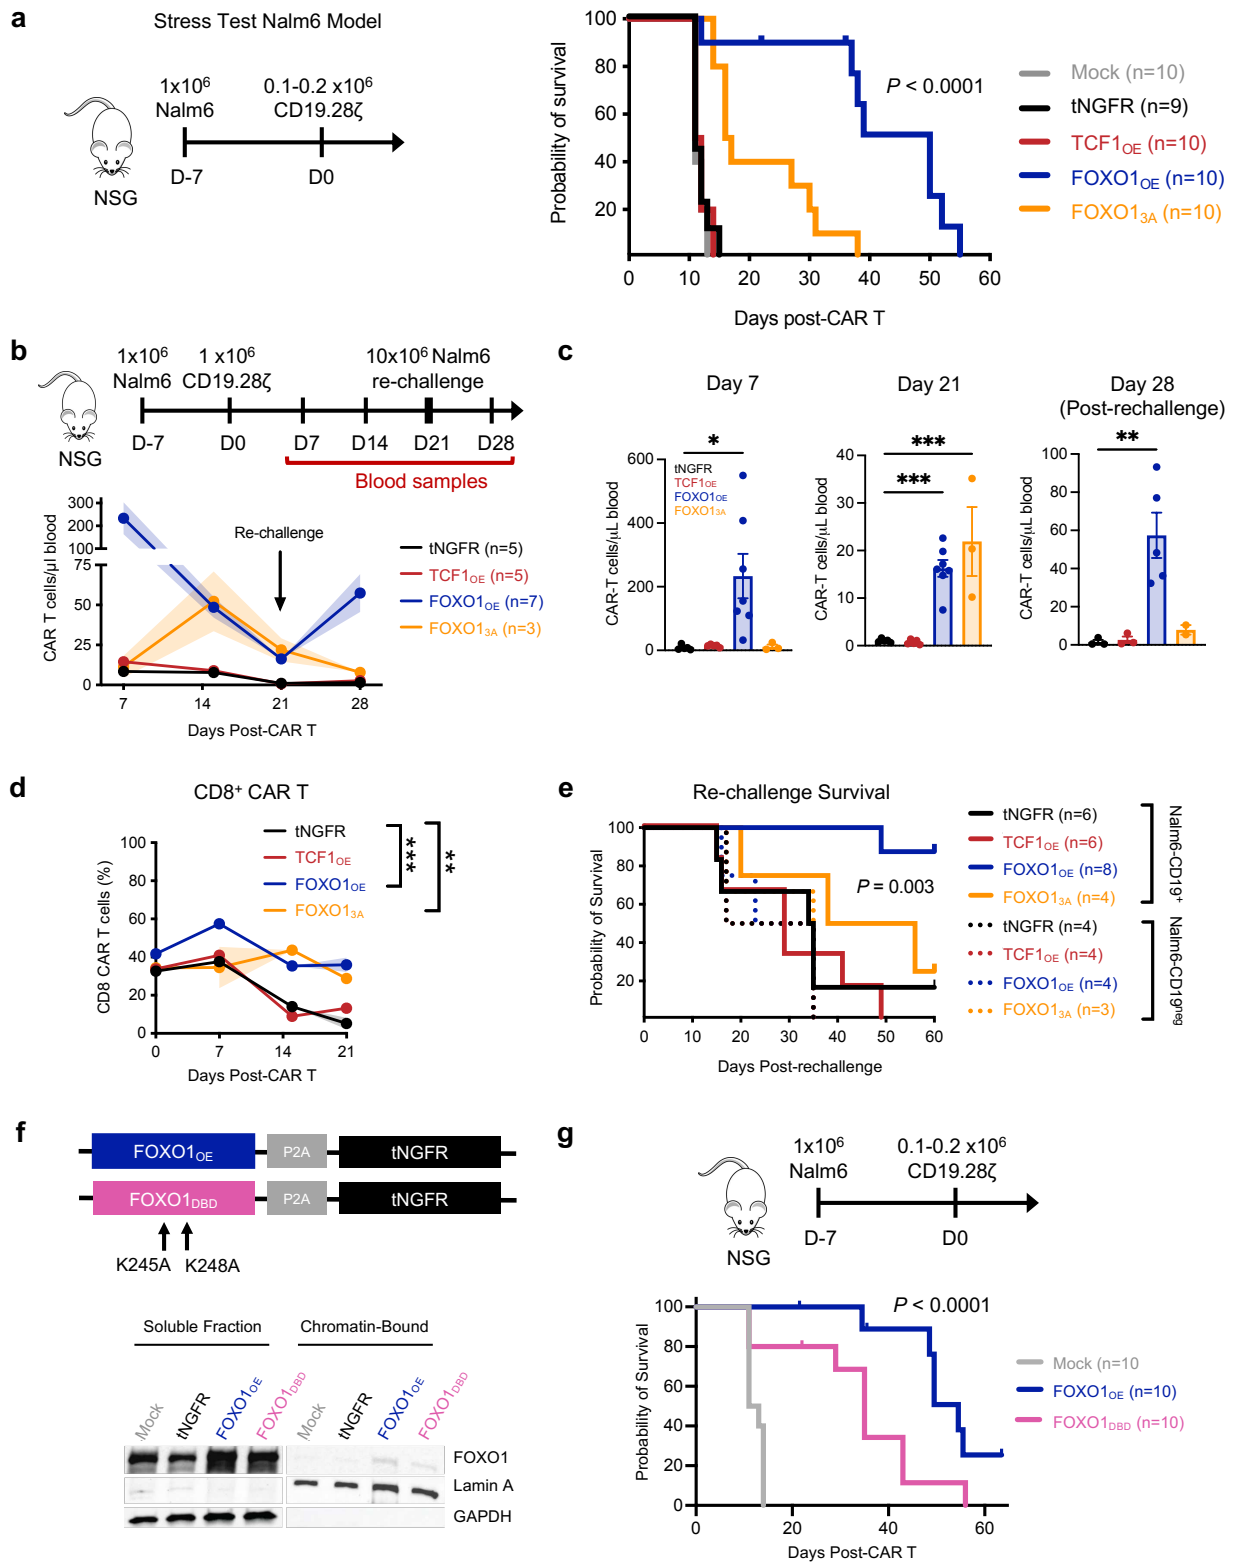 a
Stress Test Nalm6 Model
1x10⁶
Nalm6
0.1-0.2 x10⁶
CD19.28ζ
NSG
D-7
D0
Probability of survival
100
80
60
40
20
0 10 20 30 40 50 60
Days post-CAR T
P < 0.0001
Mock (n=10)
tNGFR (n=9)
TCF1OE (n=10)
FOXO1OE (n=10)
FOXO13A (n=10)
b
1x10⁶
Nalm6
1 x10⁶
CD19.28ζ
10x10⁶ Nalm6
re-challenge
NSG
D-7 D0 D7 D14 D21 D28
Blood samples
CAR T cells/µl blood
300
200
100
75
50
25
0
7 14 21 28
Days Post-CAR T
Re-challenge
tNGFR (n=5)
TCF1OE (n=5)
FOXO1OE (n=7)
FOXO13A (n=3)
c
Day 7
*
CAR-T cells/µL blood
600
400
200
0
tNGFR
TCF1OE
FOXO1OE
FOXO13A
Day 21
***
***
CAR-T cells/µL blood
40
30
20
10
0
Day 28
(Post-rechallenge)
**
CAR-T cells/µL blood
100
80
60
40
20
0
d
CD8⁺ CAR T
CD8 CAR T cells (%)
100
80
60
40
20
0
0 7 14 21
Days Post-CAR T
tNGFR
TCF1OE
FOXO1OE
FOXO13A
***
**
e
Re-challenge Survival
Probability of Survival
100
80
60
40
20
0 10 20 30 40 50 60
Days Post-rechallenge
P = 0.003
tNGFR (n=6)
TCF1OE (n=6)
FOXO1OE (n=8)
FOXO13A (n=4)
Nalm6-CD19⁺
tNGFR (n=4)
TCF1OE (n=4)
FOXO1OE (n=4)
FOXO13A (n=3)
Nalm6-CD19ⁿᵉᵍ
f
FOXO1OE P2A tNGFR
FOXO1DBD P2A tNGFR
K245A K248A
Soluble Fraction Chromatin-Bound
Mock tNGFR FOXO1OE FOXO1DBD Mock tNGFR FOXO1OE FOXO1DBD
FOXO1
Lamin A
GAPDH
g
1x10⁶
Nalm6
0.1-0.2 x10⁶
CD19.28ζ
NSG
D-7
D0
Probability of Survival
100
80
60
40
20
0
0 20 40 60
Days Post-CAR T
P < 0.0001
Mock (n=10
FOXO1OE (n=10)
FOXO1DBD (n=10)